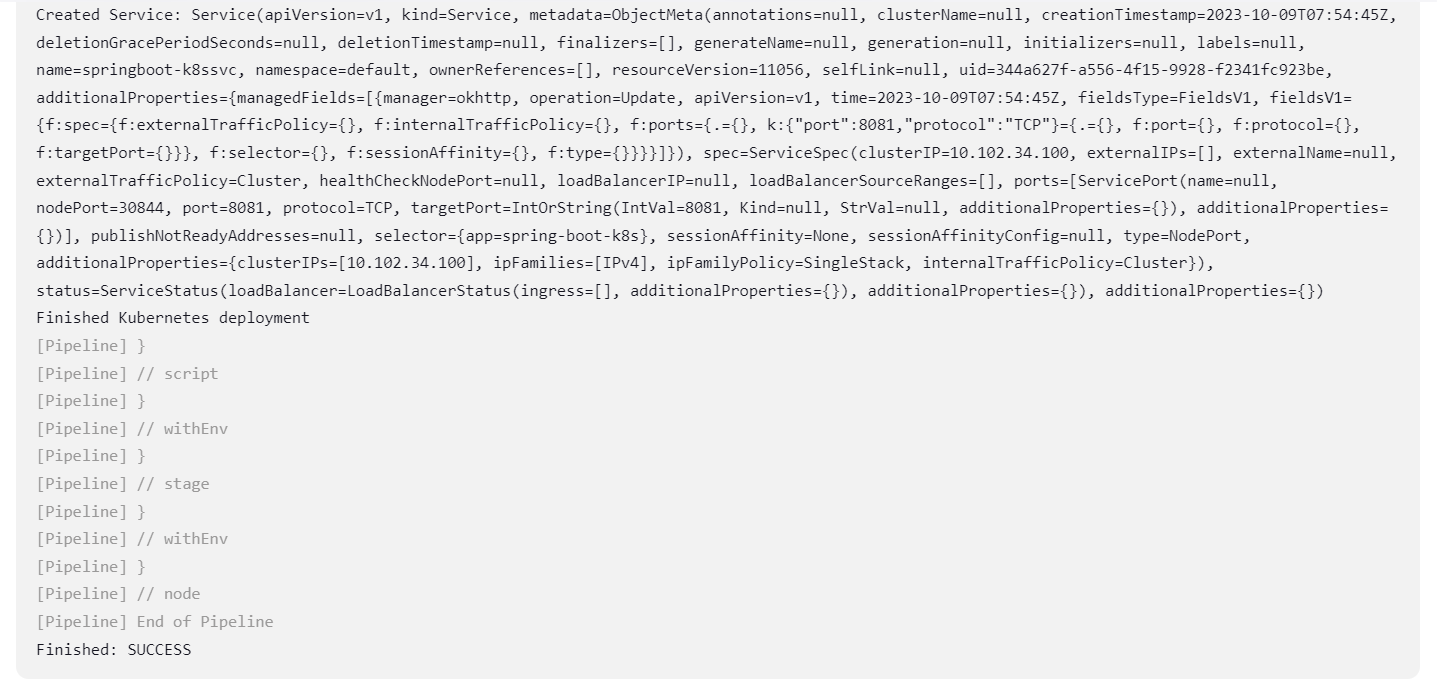 Created Service: Service(apiVersion=v1, kind=Service, metadata=ObjectMeta(annotations=null, clusterName=null, creationTimestamp=2023-10-09T07:54:45Z,
deletionGracePeriodSeconds=null, deletionTimestamp=null, finalizers=[], generateName=null, generation=null, initializers=null, labels=null,
name=springboot-k8ssvc, namespace=default, ownerReferences=[], resourceVersion=11056, selfLink=null, uid=344a627f-a556-4f15-9928-f2341fc923be,
additionalProperties={managedFields=[{manager=okhttp, operation=Update, apiVersion=v1, time=2023-10-09T07:54:45Z, fieldsType=FieldsV1, fieldsV1=
{f:spec={f:externalTrafficPolicy={}, f:internalTrafficPolicy={}, f:ports={.={}, k:{"port":8081,"protocol":"TCP"}={.={}, f:port={}, f:protocol={},
f:targetPort={}}}, f:selector={}, f:sessionAffinity={}, f:type={}}}}]}), spec=ServiceSpec(clusterIP=10.102.34.100, externalIPs=[], externalName=null,
externalTrafficPolicy=Cluster, healthCheckNodePort=null, loadBalancerIP=null, loadBalancerSourceRanges=[], ports=[ServicePort(name=null,
nodePort=30844, port=8081, protocol=TCP, targetPort=IntOrString(IntVal=8081, Kind=null, StrVal=null, additionalProperties={}), additionalProperties=
{})], publishNotReadyAddresses=null, selector={app=spring-boot-k8s}, sessionAffinity=None, sessionAffinityConfig=null, type=NodePort,
additionalProperties={clusterIPs=[10.102.34.100], ipFamilies=[IPv4], ipFamilyPolicy=SingleStack, internalTrafficPolicy=Cluster}),
status=ServiceStatus(loadBalancer=LoadBalancerStatus(ingress=[], additionalProperties={}), additionalProperties={}), additionalProperties={})
Finished Kubernetes deployment
[Pipeline] }
[Pipeline] // script
[Pipeline] }
[Pipeline] // withEnv
[Pipeline] }
[Pipeline] // stage
[Pipeline] }
[Pipeline] // withEnv
[Pipeline] }
[Pipeline] // node
[Pipeline] End of Pipeline
Finished: SUCCESS